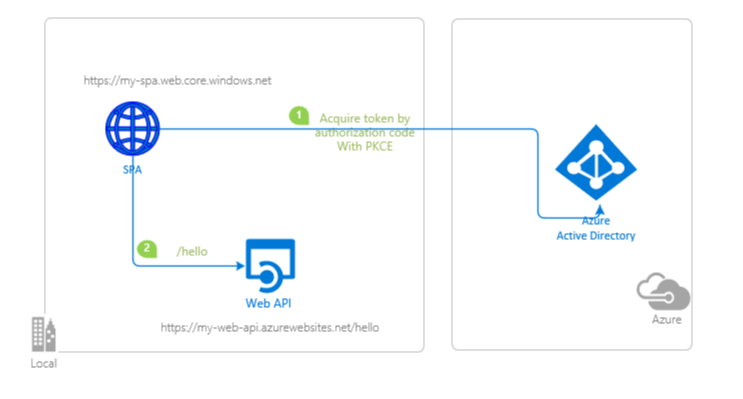 https://my-spa.web.core.windows.net
1
Acquire token by
authorization code
With PKCE
SPA
Azure
Active Directory
2
/hello
Web API
https://my-web-api.azurewebsites.net/hello
Azure
Local